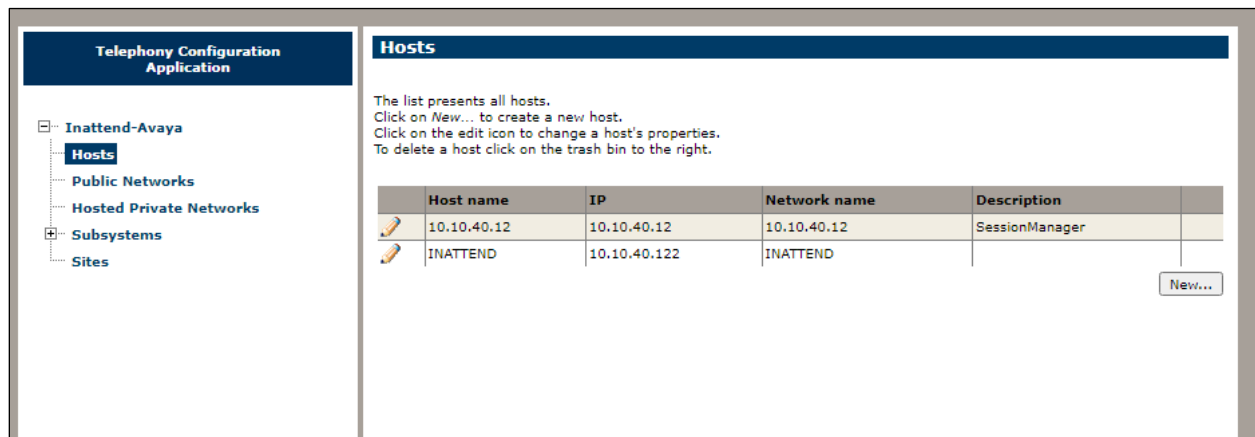 Telephony Configuration
Application
Inattend-Avaya
Hosts
Public Networks
Hosted Private Networks
Subsystems
Sites
Hosts
The list presents all hosts.
Click on New... to create a new host.
Click on the edit icon to change a host's properties.
To delete a host click on the trash bin to the right.
Host name IP Network name Description
10.10.40.12 10.10.40.12 10.10.40.12 SessionManager
INATTEND 10.10.40.122 INATTEND
New...